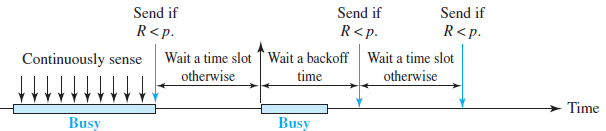 Send if
R < p.
Send if
R < p.
Send if
R < p.
Continuously sense
Wait a time slot
otherwise
Wait a backoff
time
Wait a time slot
otherwise
Time
Busy
Busy